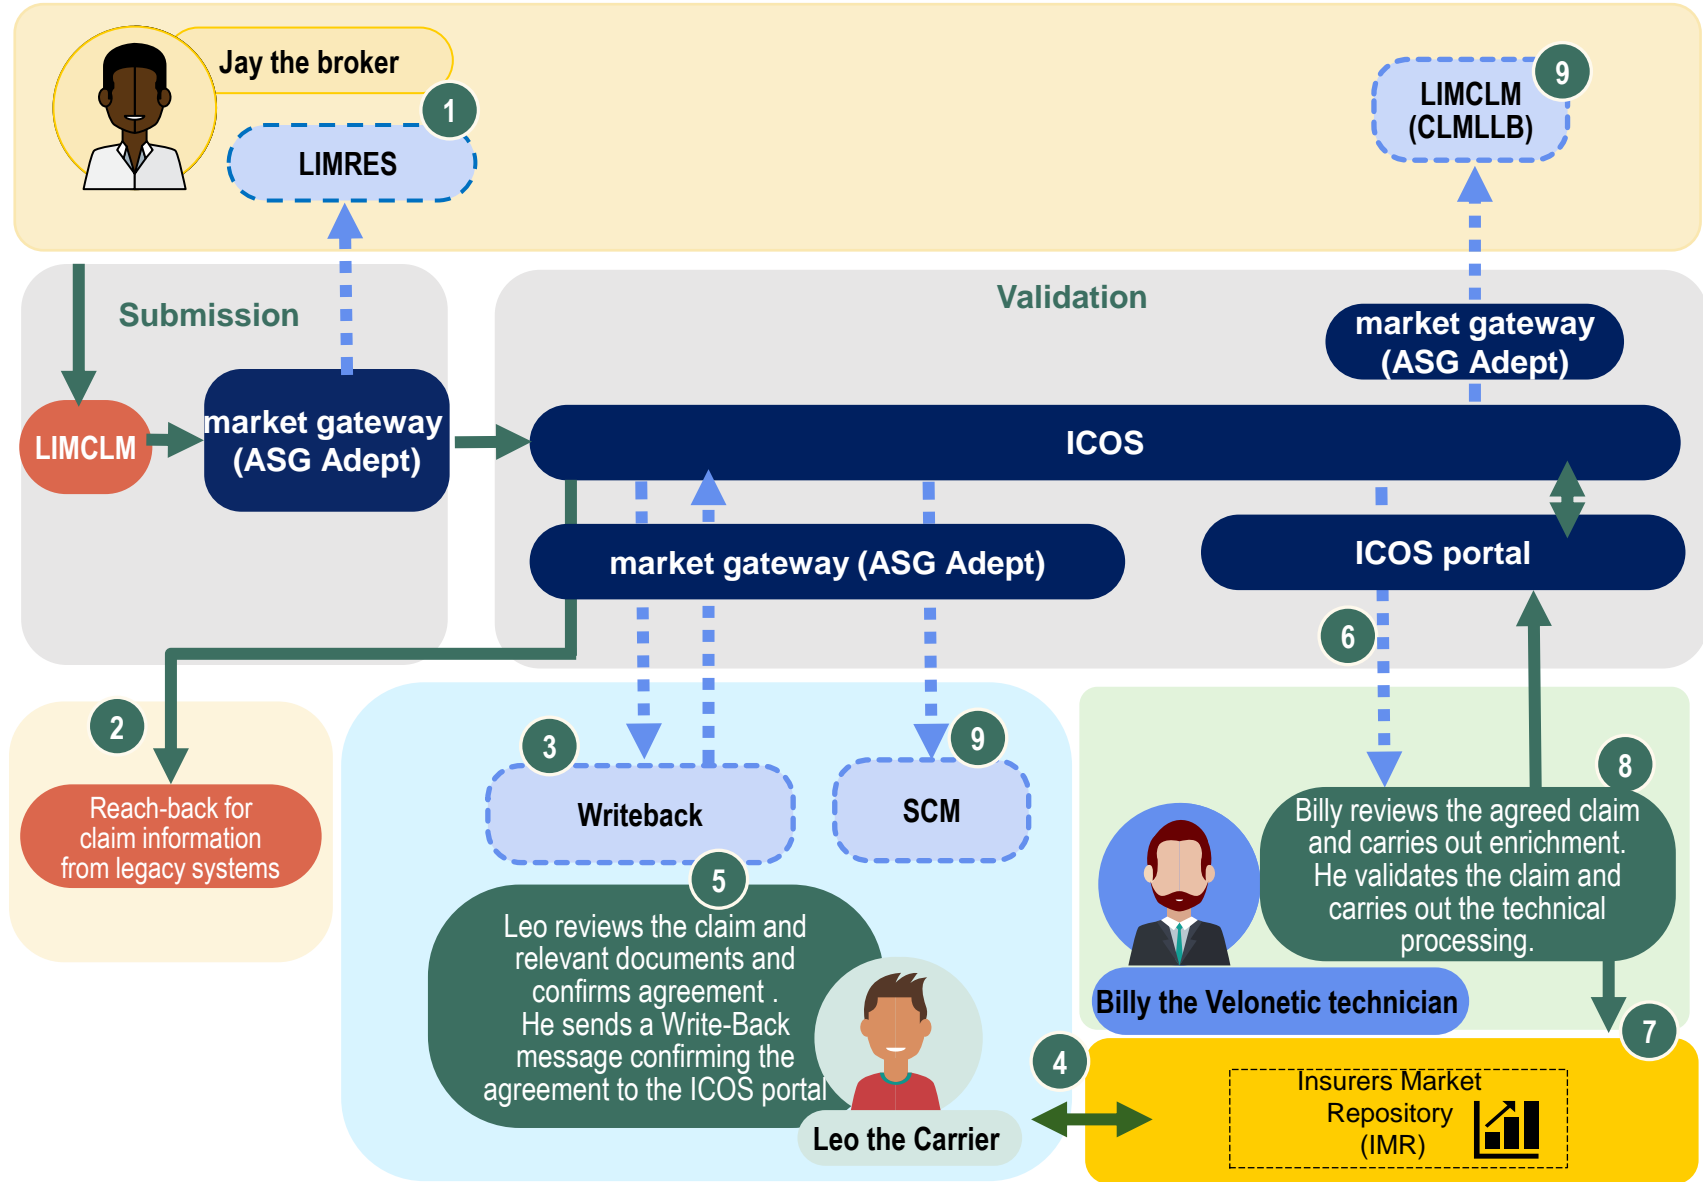 Jay the broker
1
LIMRES
9
LIMCLM
(CLMLLB)
Submission
Validation
market gateway
(ASG Adept)
LIMCLM
market gateway
(ASG Adept)
ICOS
market gateway (ASG Adept)
ICOS portal
6
2
Reach-back for
claim information
from legacy systems
3
Writeback
9
SCM
5
Leo reviews the claim and
relevant documents and
confirms agreement .
He sends a Write-Back
message confirming the
agreement to the ICOS portal
Leo the Carrier
8
Billy reviews the agreed claim
and carries out enrichment.
He validates the claim and
carries out the technical
processing.
Billy the Velonetic technician
4
7
Insurers Market
Repository
(IMR)